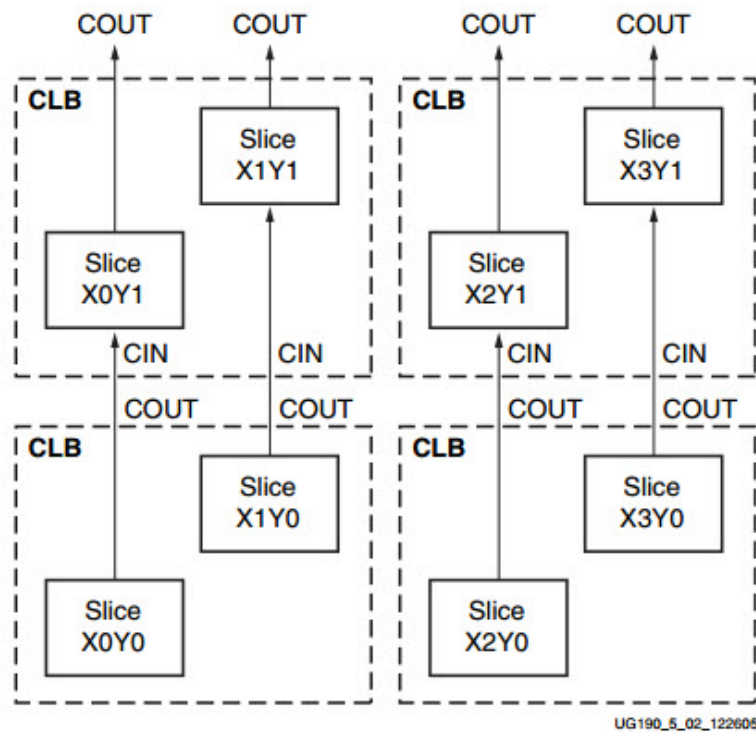 COUT COUT COUT COUT
CLB CLB
Slice X1Y1
Slice X3Y1
Slice X0Y1
Slice X2Y1
CIN CIN CIN CIN
COUT COUT COUT COUT
CLB CLB
Slice X1Y0
Slice X3Y0
Slice X0Y0
Slice X2Y0
UG190_5_02_122605